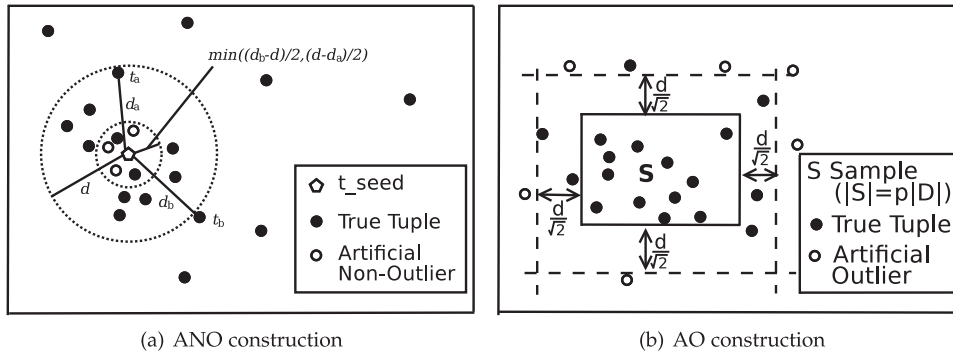 min((d_b-d)/2,(d-d_a)/2)
t_a
d_a
d
d_b
t_b
t_seed
True Tuple
Artificial
Non-Outlier
(a) ANO construction
d/√2
d/√2
S
d/√2
d/√2
S Sample
(|S|=p|D|)
True Tuple
Artificial
Outlier
(b) AO construction